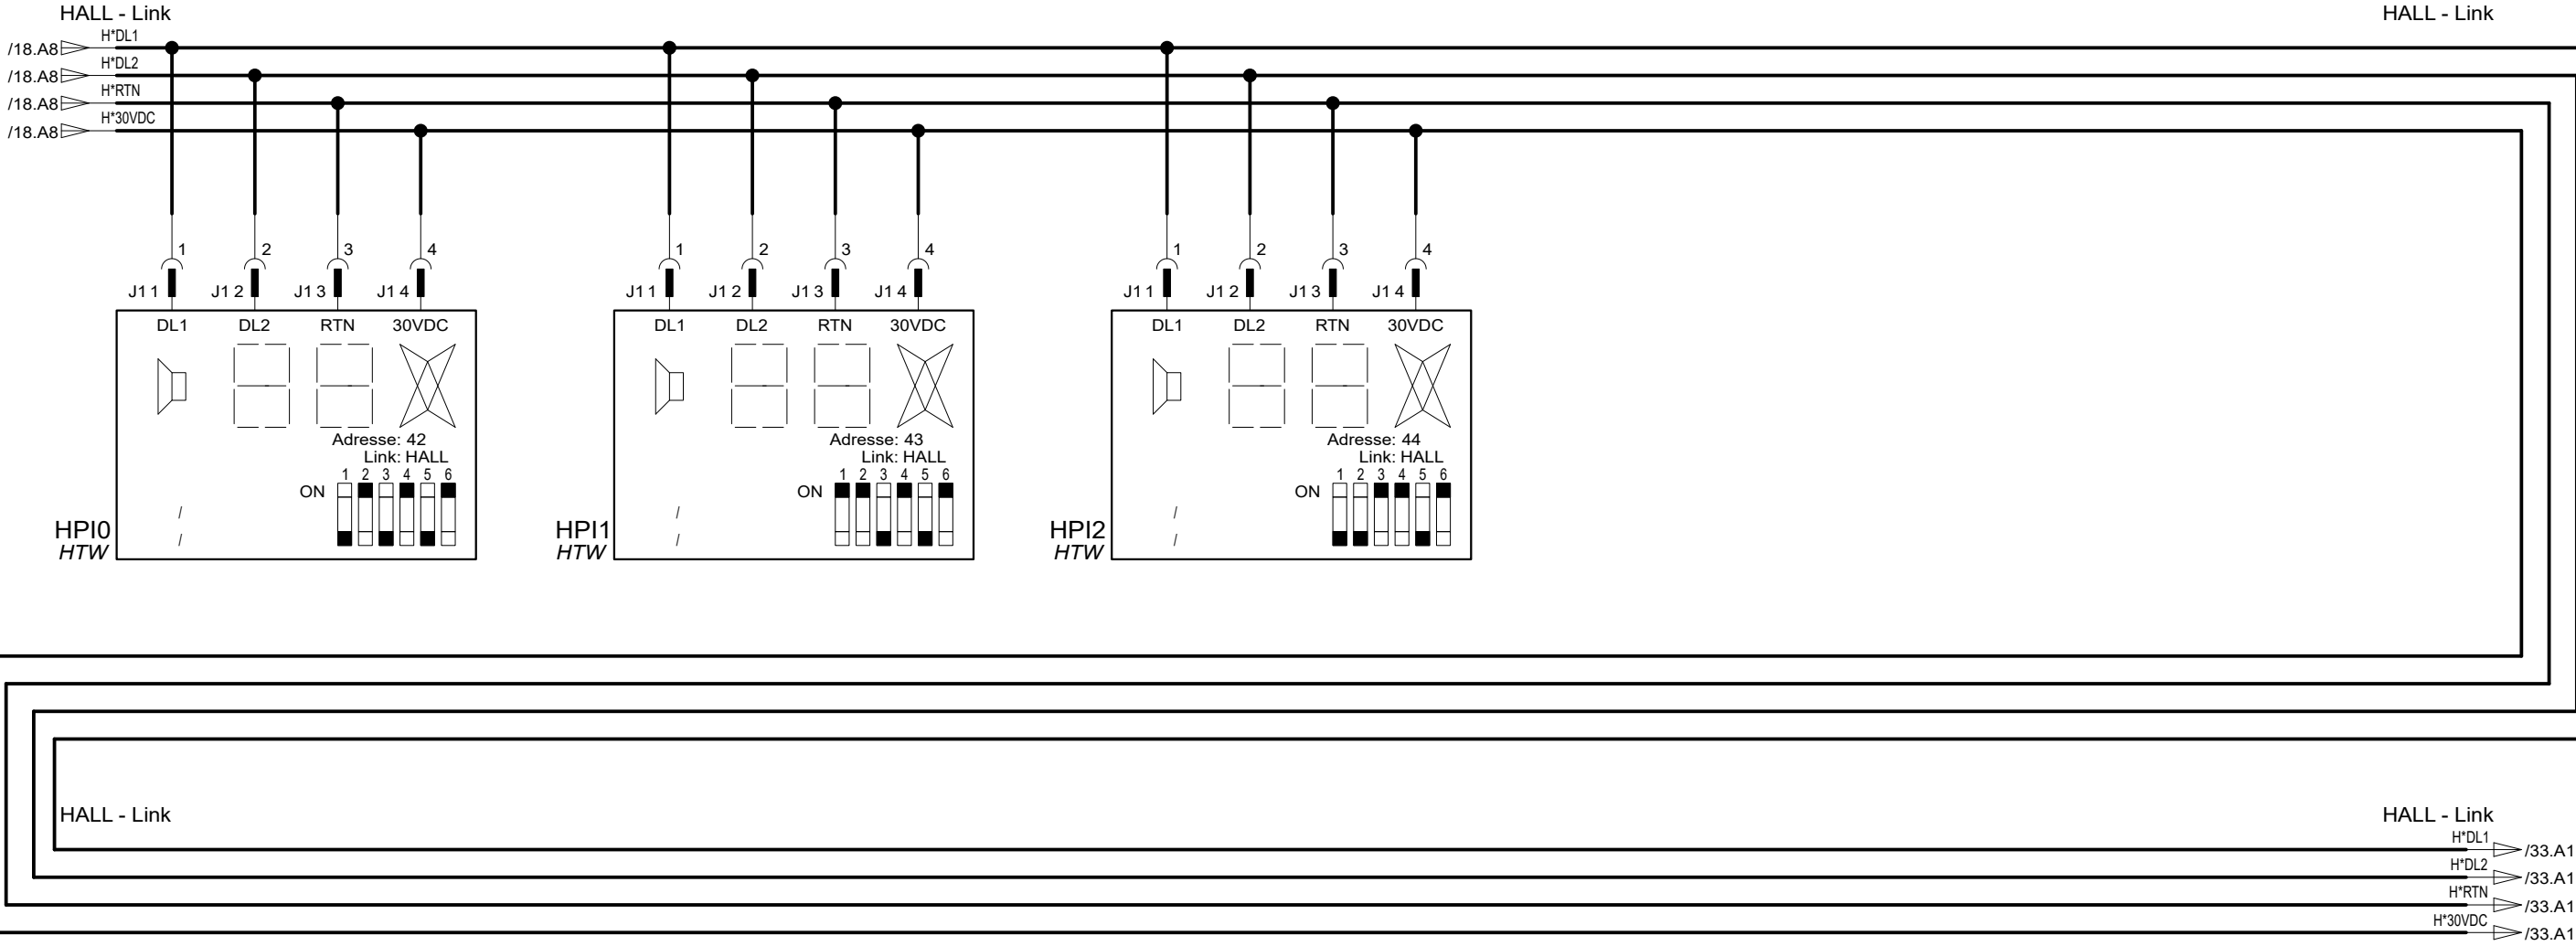 HALL - Link HALL - Link
/18.A8 H*DL1
/18.A8 H*DL2
/18.A8 H*RTN
/18.A8 H*30VDC
1 2 3 4 1 2 3 4 1 2 3 4
J1 1 J1 2 J1 3 J1 4 J1 1 J1 2 J1 3 J1 4 J1 1 J1 2 J1 3 J1 4
DL1 DL2 RTN 30VDC DL1 DL2 RTN 30VDC DL1 DL2 RTN 30VDC
Adresse: 42 Adresse: 43 Adresse: 44
Link: HALL Link: HALL Link: HALL
1 2 3 4 5 6 1 2 3 4 5 6 1 2 3 4 5 6
ON ON ON
/ / /
HPI0 HPI1 HPI2
/ / /
HTW HTW HTW
HALL - Link HALL - Link
H*DL1 /33.A1
H*DL2 /33.A1
H*RTN /33.A1
H*30VDC /33.A1